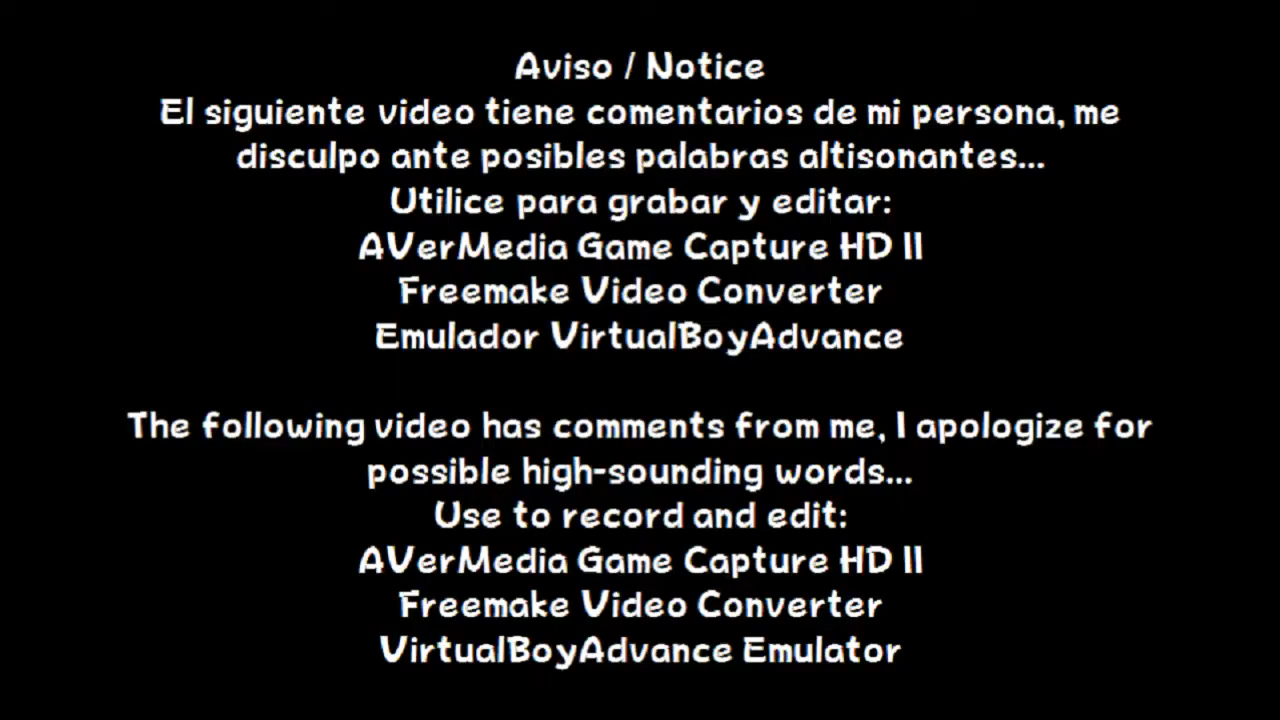 Aviso / Notice
El siguiente video tiene comentarios de mi persona, me
disculpo ante posibles palabras altisonantes...
Utilice para grabar y editar:
AVerMedia Game Capture HD II
Freemake Video Converter
Emulador VirtualBoyAdvance
The following video has comments from me, I apologize for
possible high-sounding words...
Use to record and edit:
AVerMedia Game Capture HD II
Freemake Video Converter
VirtualBoyAdvance Emulator